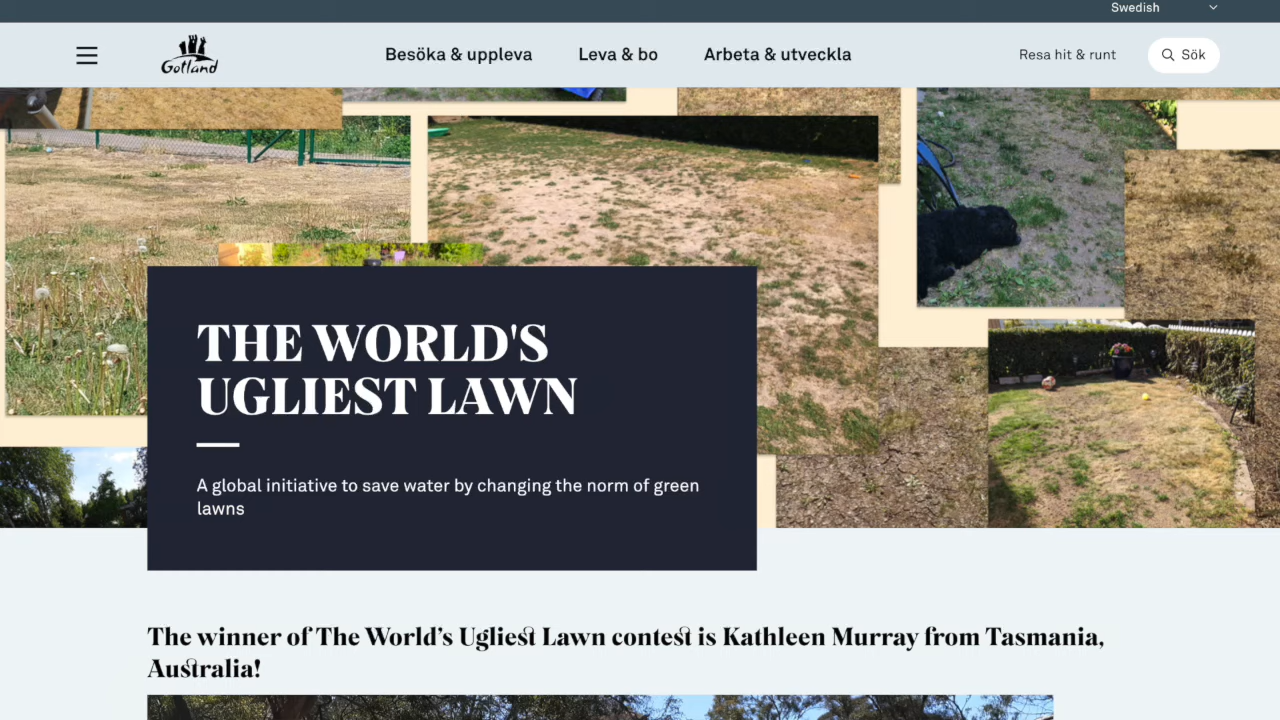 Swedish
Gotland
Besöka & uppleva
Leva & bo
Arbeta & utveckla
Resa hit & runt
Sök
THE WORLD'S
UGLIEST LAWN
A global initiative to save water by changing the norm of green
lawns
The winner of The World’s Ugliest Lawn contest is Kathleen Murray from Tasmania,
Australia!